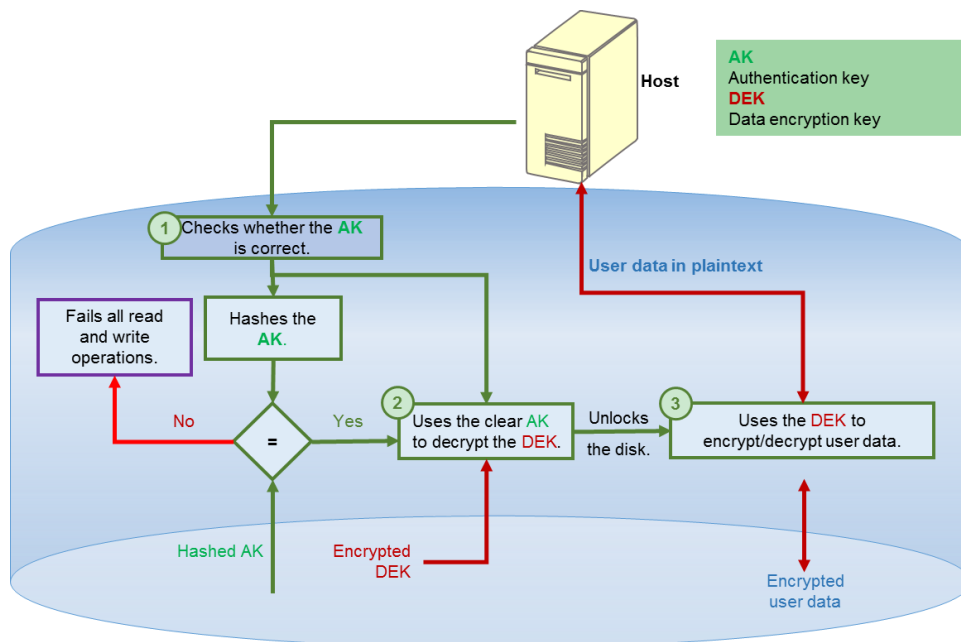 Host
AK
Authentication key
DEK
Data encryption key
1
Checks whether the AK
is correct.
User data in plaintext
Fails all read
and write
operations.
Hashes the
AK.
No
=
Yes
2
Uses the clear AK
to decrypt the DEK.
Unlocks
the disk.
3
Uses the DEK to
encrypt/decrypt user data.
Hashed AK
Encrypted
DEK
Encrypted
user data